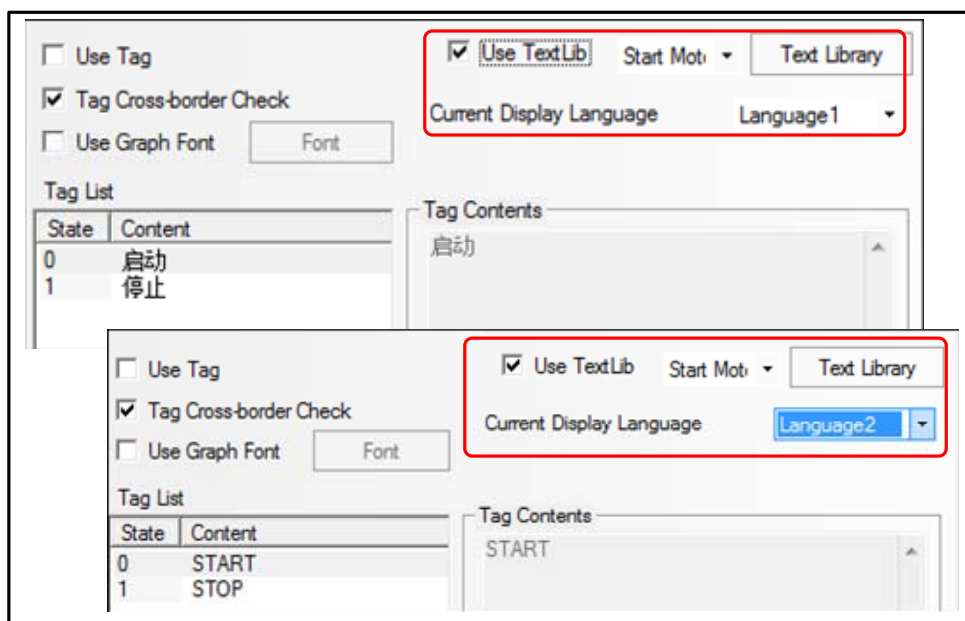 Use Tag
Use TextLib Start Mot Text Library
Tag Cross-border Check
Current Display Language Language1
Use Graph Font Font
Tag List
Tag Contents
State Content
启动
0 启动
1 停止
Use Tag
Use TextLib Start Mot Text Library
Tag Cross-border Check
Current Display Language Language2
Use Graph Font Font
Tag List
Tag Contents
State Content
START
0 START
1 STOP